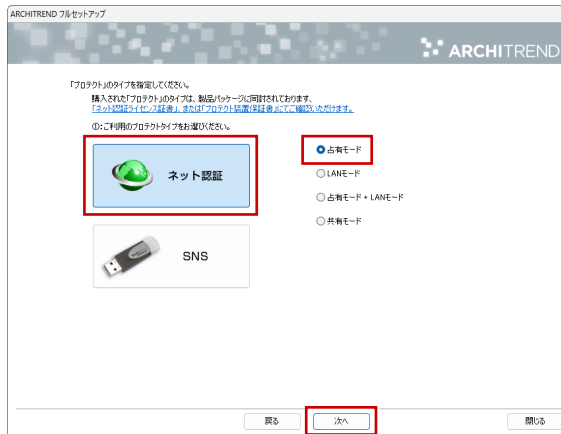 ARCHITREND フルセットアップ
ARCHITREND
「プロテクト」のタイプを指定してください。
購入された「プロテクト」のタイプは、製品パッケージに同封されております、
「ネット認証ライセンス証書」、または「プロテクト装置保証書」にてご確認いただけます。
①:ご利用のプロテクトタイプをお選びください。
ネット認証
SNS
占有モード
LANモード
占有モード + LANモード
共有モード
戻る
次へ
閉じる